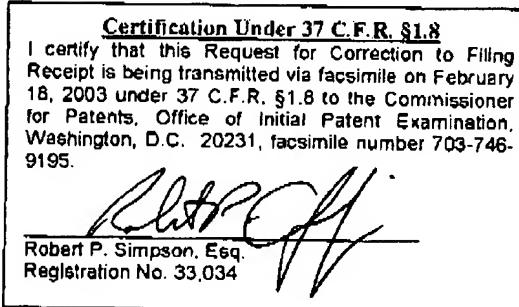 Certification Under 37 C.F.R. §1.8
I certify that this Request for Correction to Filing
Receipt is being transmitted via facsimile on February
18, 2003 under 37 C.F.R. §1.8 to the Commissioner
for Patents, Office of Initial Patent Examination,
Washington, D.C. 20231, facsimile number 703-746-
9195.
Robert P. Simpson, Esq.
Registration No. 33,034